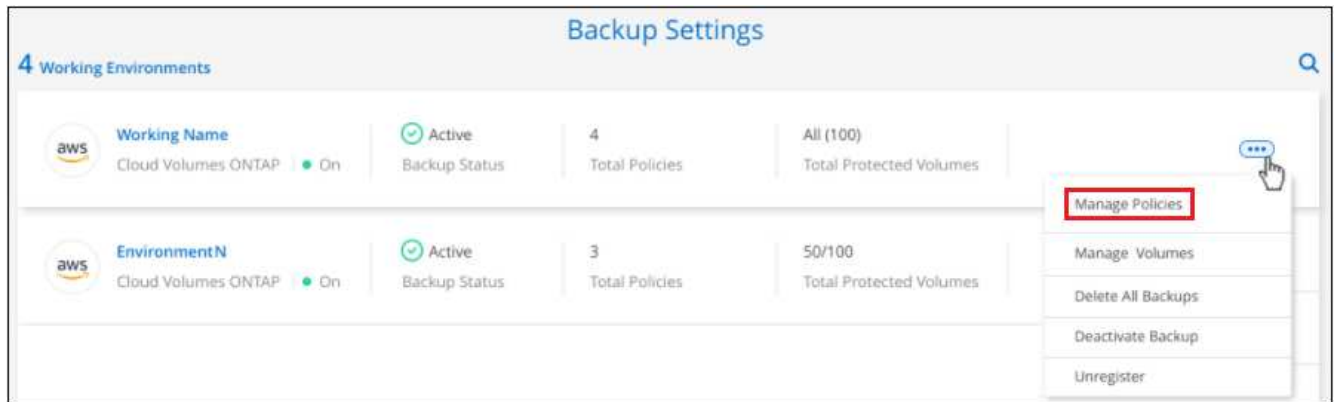 Backup Settings
4 Working Environments
aws
Working Name
Cloud Volumes ONTAP
On
Active
Backup Status
4
Total Policies
All (100)
Total Protected Volumes
Manage Policies
Manage Volumes
Delete All Backups
Deactivate Backup
Unregister
aws
EnvironmentN
Cloud Volumes ONTAP
On
Active
Backup Status
3
Total Policies
50/100
Total Protected Volumes